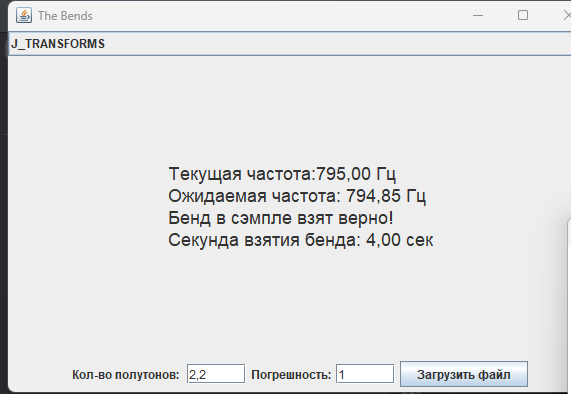 The Bends
J_TRANSFORMS
Текущая частота:795,00 Гц
Ожидаемая частота: 794,85 Гц
Бенд в сэмпле взят верно!
Секунда взятия бенда: 4,00 сек
Кол-во полутонов: 2,2 Погрешность: 1 Загрузить файл